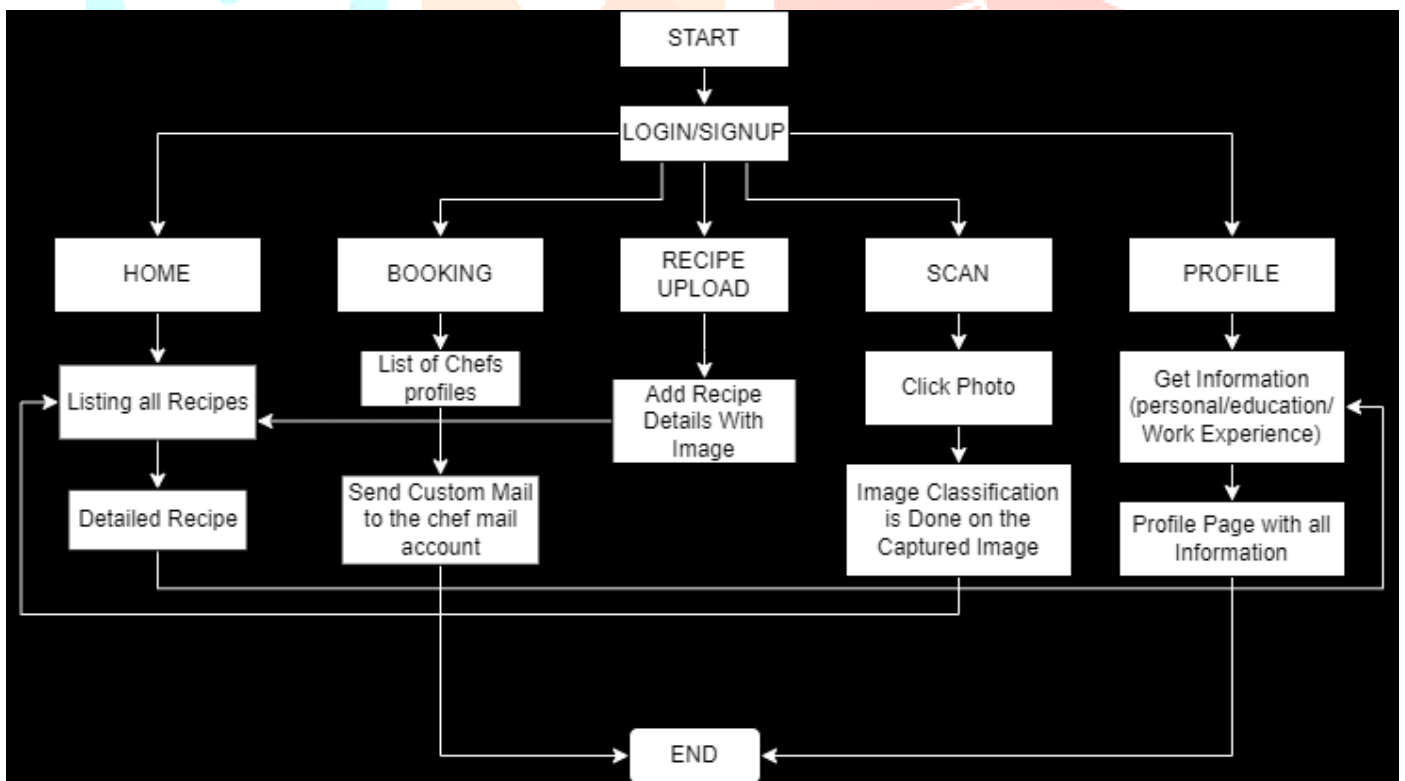 START
LOGIN/SIGNUP
HOME
BOOKING
RECIPE
UPLOAD
SCAN
PROFILE
Listing all Recipes
List of Chefs
profiles
Add Recipe
Details With
Image
Click Photo
Get Information
(personal/education/
Work Experience)
Detailed Recipe
Send Custom Mail
to the chef mail
account
Image Classification
is Done on the
Captured Image
Profile Page with all
Information
END